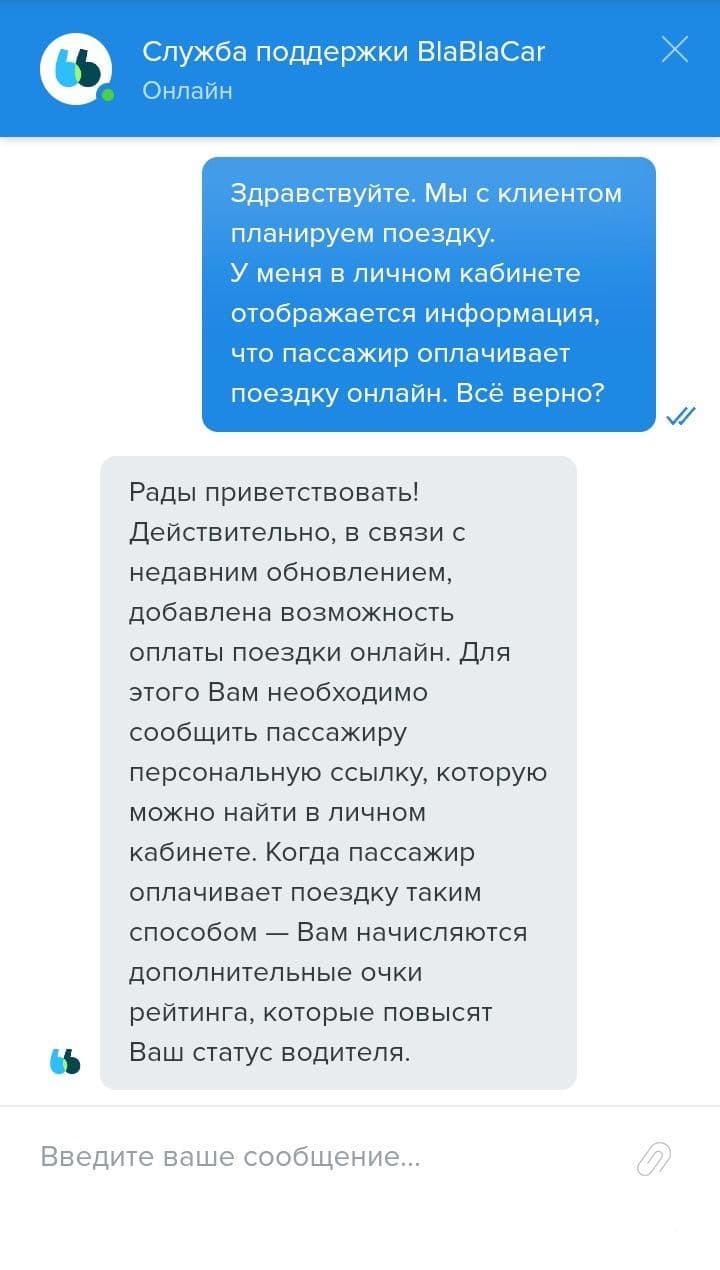 Служба поддержки BlaBlaCar
Онлайн
Здравствуйте. Мы с клиентом
планируем поездку.
У меня в личном кабинете
отображается информация,
что пассажир оплачивает
поездку онлайн. Всё верно?
Рады приветствовать!
Действительно, в связи с
недавним обновлением,
добавлена возможность
оплаты поездки онлайн. Для
этого Вам необходимо
сообщить пассажиру
персональную ссылку, которую
можно найти в личном
кабинете. Когда пассажир
оплачивает поездку таким
способом — Вам начисляются
дополнительные очки
рейтинга, которые повысят
Ваш статус водителя.
Введите ваше сообщение...